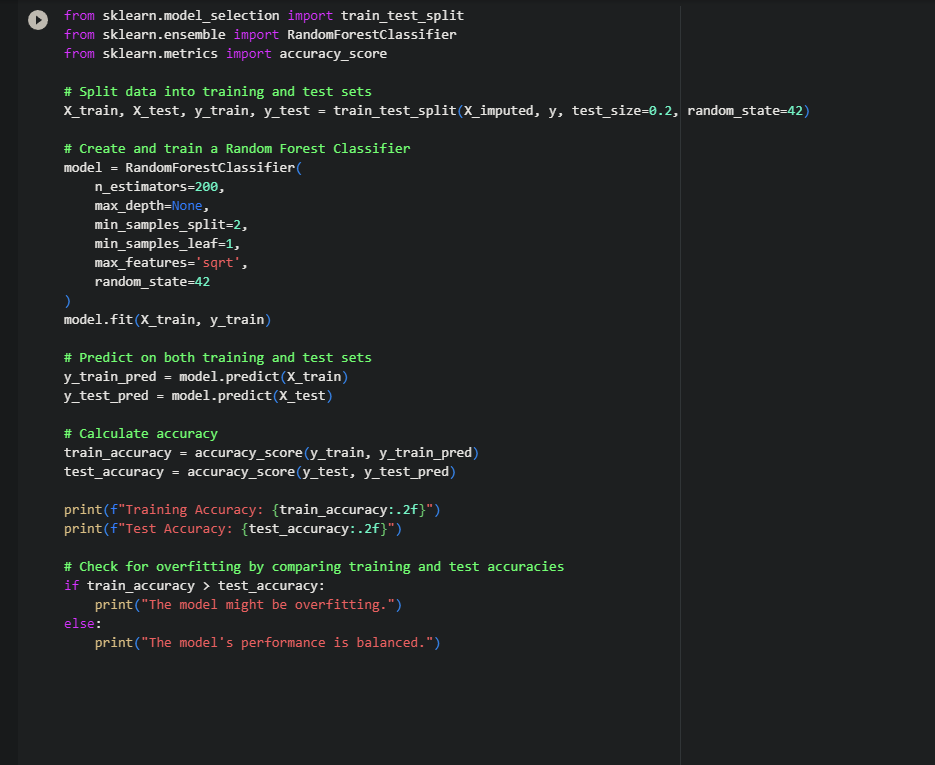 from sklearn.model_selection import train_test_split
from sklearn.ensemble import RandomForestClassifier
from sklearn.metrics import accuracy_score
# Split data into training and test sets
X_train, X_test, y_train, y_test = train_test_split(X_imputed, y, test_size=0.2, random_state=42)
# Create and train a Random Forest Classifier
model = RandomForestClassifier(
    n_estimators=200,
    max_depth=None,
    min_samples_split=2,
    min_samples_leaf=1,
    max_features='sqrt',
    random_state=42
)
model.fit(X_train, y_train)
# Predict on both training and test sets
y_train_pred = model.predict(X_train)
y_test_pred = model.predict(X_test)
# Calculate accuracy
train_accuracy = accuracy_score(y_train, y_train_pred)
test_accuracy = accuracy_score(y_test, y_test_pred)
print(f"Training Accuracy: {train_accuracy:.2f}")
print(f"Test Accuracy: {test_accuracy:.2f}")
# Check for overfitting by comparing training and test accuracies
if train_accuracy > test_accuracy:
    print("The model might be overfitting.")
else:
    print("The model's performance is balanced.")